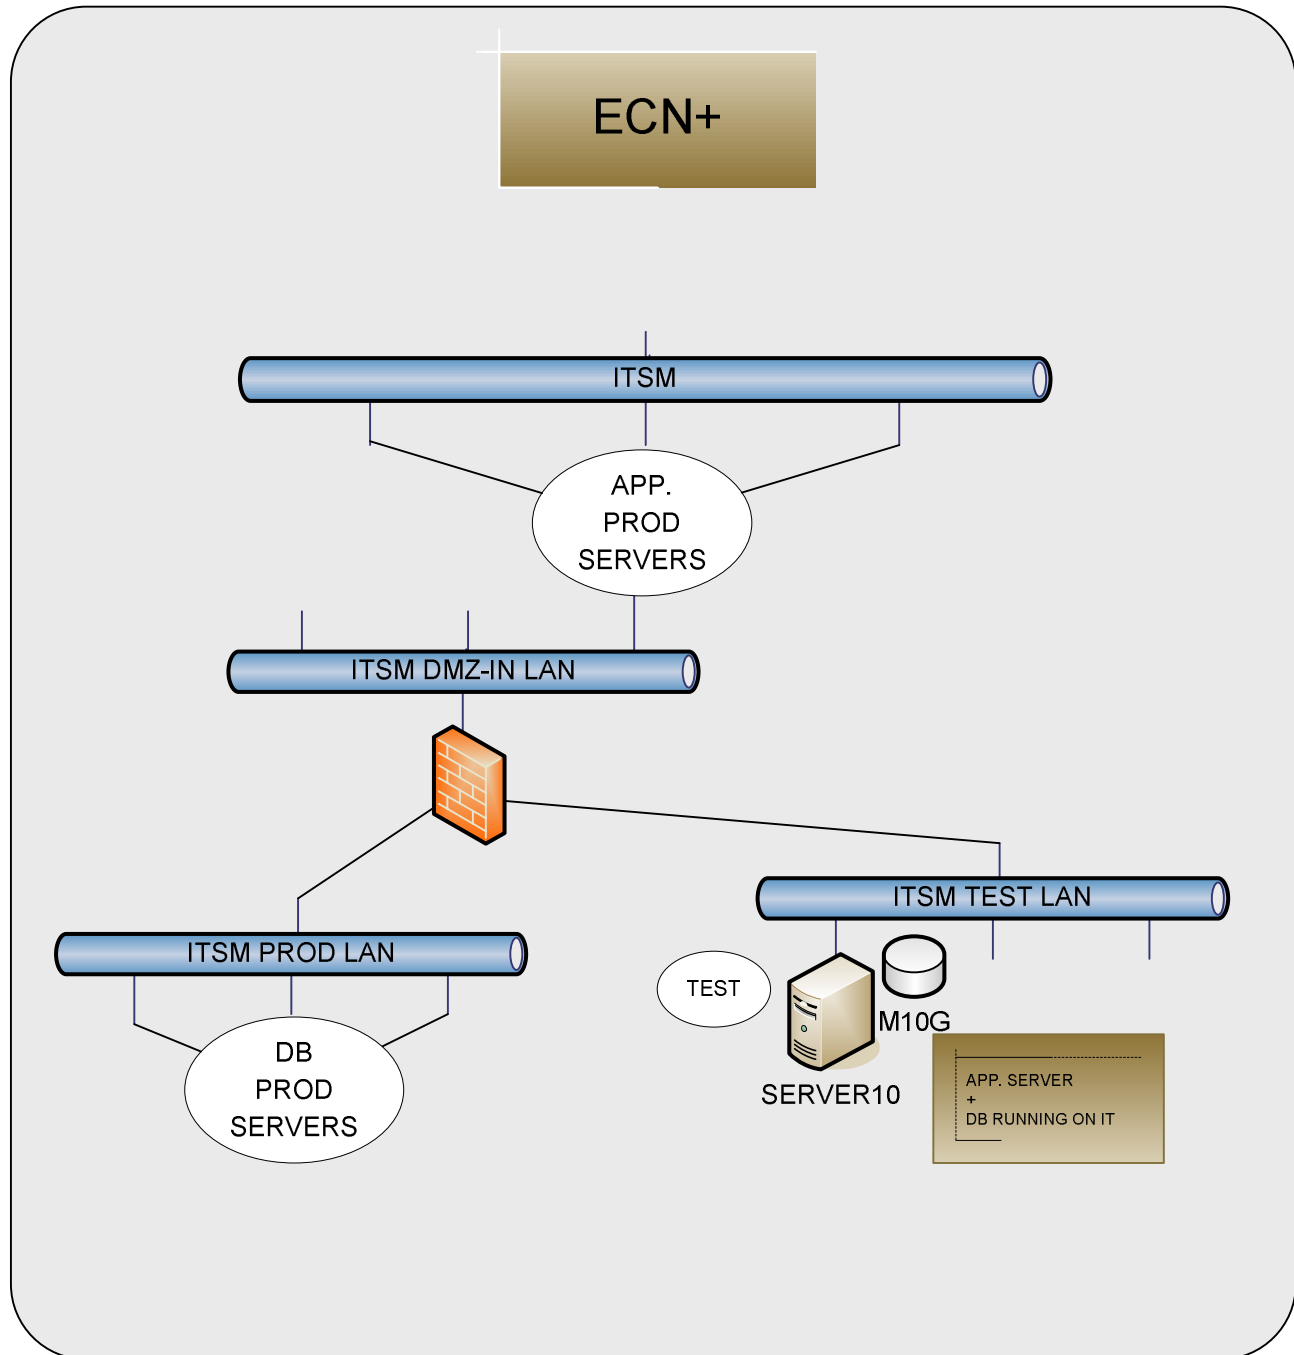 ECN+
ITSM
APP.
PROD
SERVERS
ITSM DMZ-IN LAN
ITSM TEST LAN
ITSM PROD LAN
TEST
M10G
SERVER10
APP. SERVER
+
DB RUNNING ON IT
DB
PROD
SERVERS